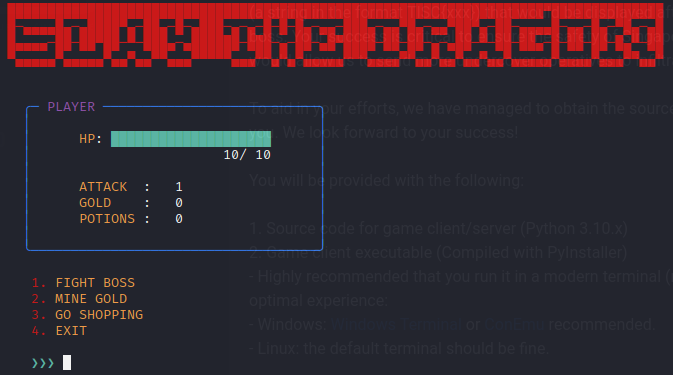 SLAY THE DRAGON!
PLAYER
HP:
10/ 10
ATTACK : 1
GOLD : 0
POTIONS : 0
1. FIGHT BOSS
2. MINE GOLD
3. GO SHOPPING
4. EXIT
❯❯❯
To aid in your efforts, we have managed to obtain the source
We look forward to your success!
You will be provided with the following:
1. Source code for game client/server (Python 3.10.x)
2. Game client executable (Compiled with PyInstaller)
- Highly recommended that you run it in a modern terminal
optimal experience:
- Windows: Windows Terminal or ConEmu recommended.
- Linux: the default terminal should be fine.